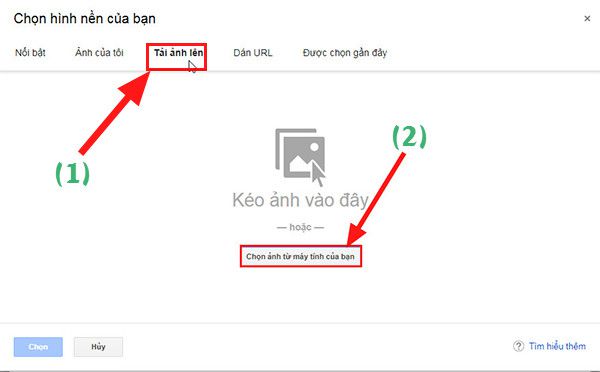 Chọn hình nền của bạn
×
Nổi bật Ảnh của tôi Tải ảnh lên Dán URL Được chọn gần đây
(1)
(2)
Kéo ảnh vào đây
— hoặc —
Chọn ảnh từ máy tính của bạn
Chọn Hủy ? Tìm hiểu thêm